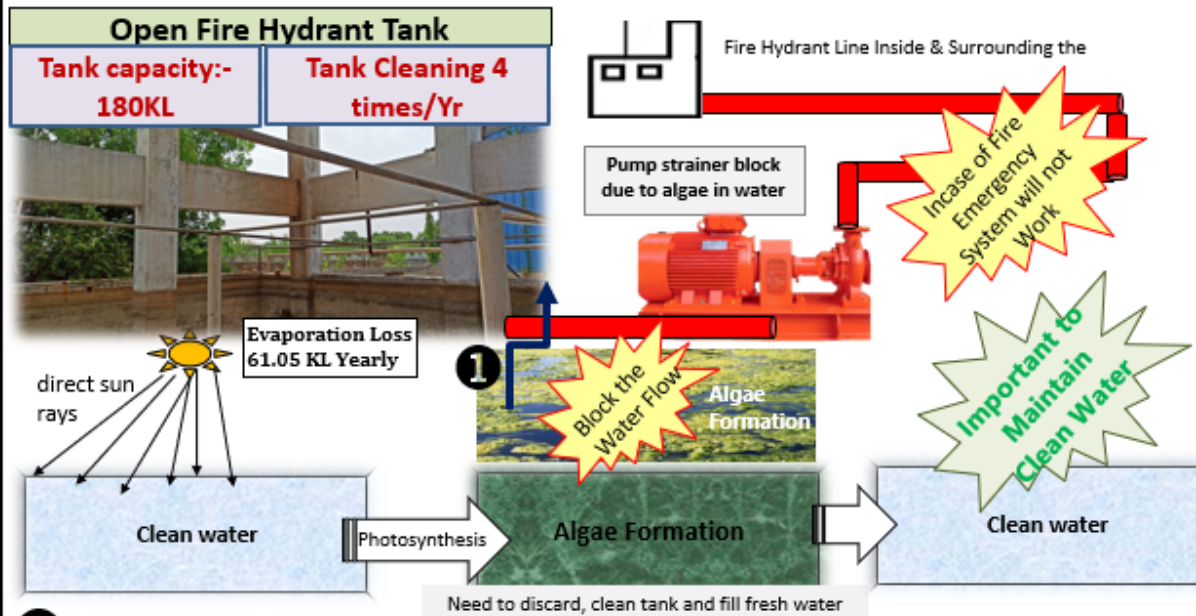 Open Fire Hydrant Tank
Tank capacity:-
180KL
Tank Cleaning 4
times/Yr
Fire Hydrant Line Inside & Surrounding the
Pump strainer block
due to algae in water
Incase of Fire
Emergency
System will not
Work
Evaporation Loss
61.05 KL Yearly
direct sun
rays
1
Block the
Water Flow
Algae
Formation
Important to
Maintain
Clean Water
Clean water
Photosynthesis
Algae Formation
Clean water
Need to discard, clean tank and fill fresh water